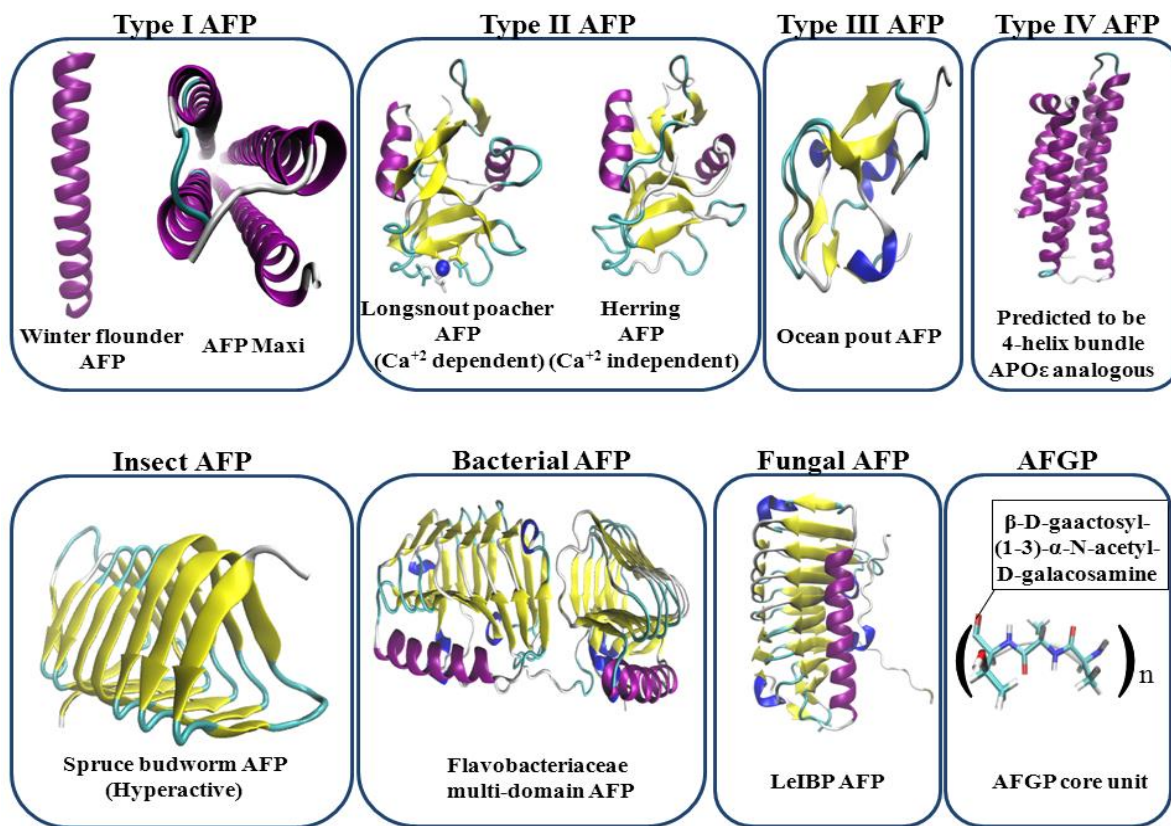 Type I AFP
Type II AFP
Type III AFP
Type IV AFP
Winter flounder
AFP
AFP Maxi
Longsnout poacher
AFP
(Ca+2 dependent)
Herring
AFP
(Ca+2 independent)
Ocean pout AFP
Predicted to be
4-helix bundle
APOε analogous
Insect AFP
Bacterial AFP
Fungal AFP
AFGP
Spruce budworm AFP
(Hyperactive)
Flavobacteriaceae
multi-domain AFP
LeIBP AFP
β-D-gaactosyl-
(1-3)-α-N-acetyl-
D-galacosamine
( )n
AFGP core unit